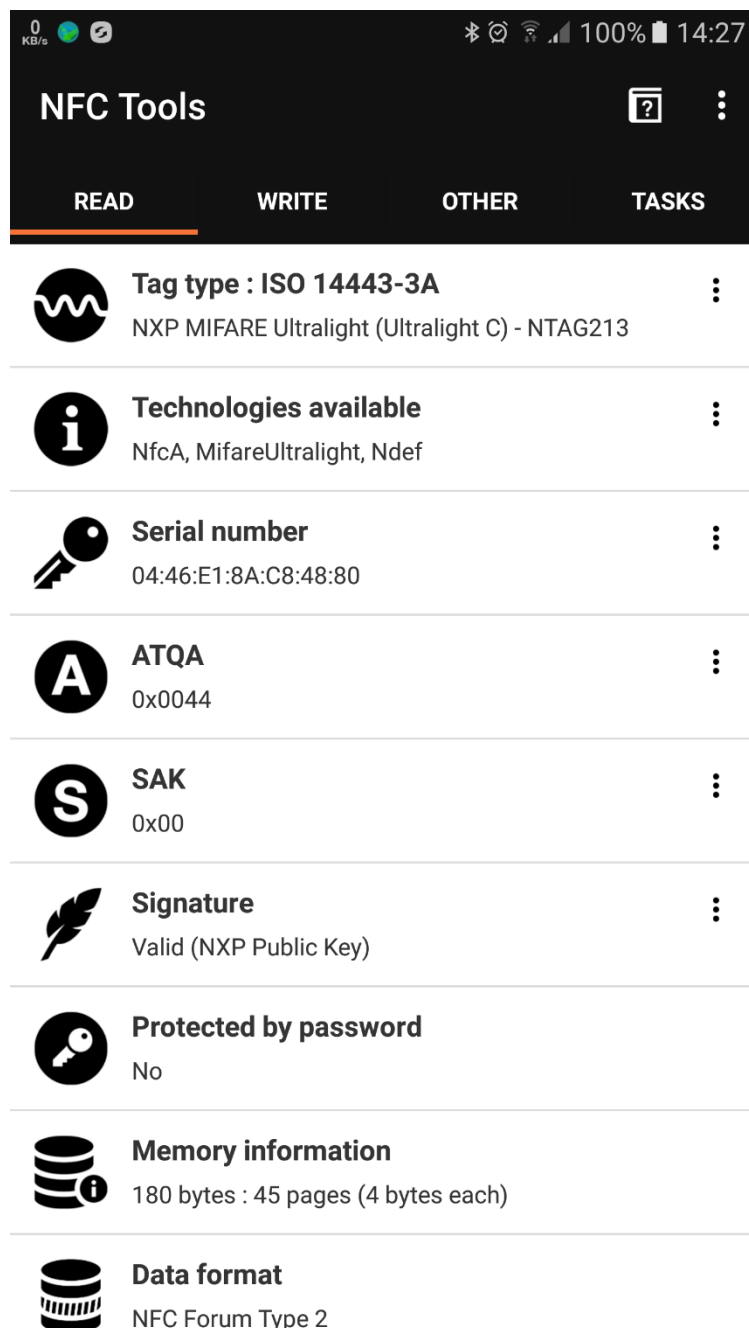 0
KB/s
100% 14:27
NFC Tools
READ WRITE OTHER TASKS
Tag type : ISO 14443-3A
NXP MIFARE Ultralight (Ultralight C) - NTAG213
Technologies available
NfcA, MifareUltralight, Ndef
Serial number
04:46:E1:8A:C8:48:80
A
ATQA
0x0044
S
SAK
0x00
Signature
Valid (NXP Public Key)
Protected by password
No
Memory information
180 bytes : 45 pages (4 bytes each)
Data format
NFC Forum Type 2